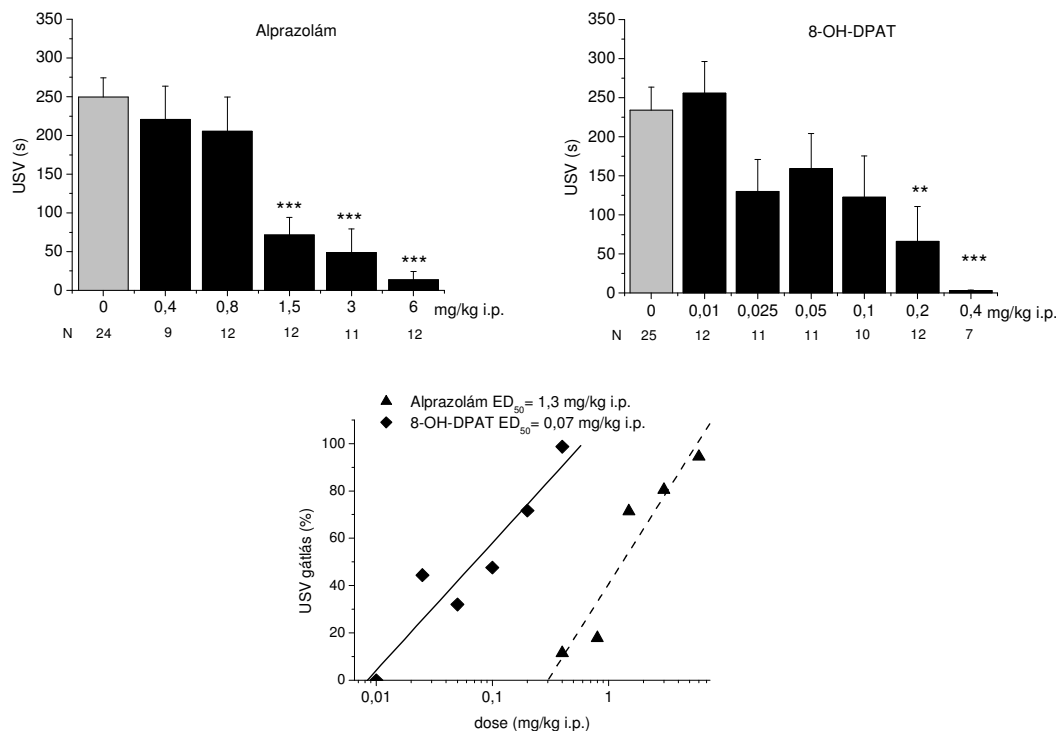 Alprazolám
350
300
250
200
150
100
50
0
USV (s)
***
***
***
0 0,4 0,8 1,5 3 6 mg/kg i.p.
N 24 9 12 12 11 12
8-OH-DPAT
350
300
250
200
150
100
50
0
USV (s)
**
***
0 0,01 0,025 0,05 0,1 0,2 0,4 mg/kg i.p.
N 25 12 11 11 10 12 7
▲ Alprazolám ED50= 1,3 mg/kg i.p.
◆ 8-OH-DPAT ED50= 0,07 mg/kg i.p.
100
80
60
40
20
0
USV gátlás (%)
0,01 0,1 1
dose (mg/kg i.p.)